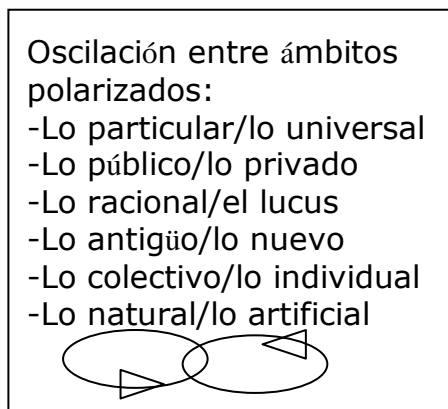 Oscilación entre ámbitos
polarizados:
-Lo particular/lo universal
-Lo público/lo privado
-Lo racional/el lucus
-Lo antigüo/lo nuevo
-Lo colectivo/lo individual
-Lo natural/lo artificial